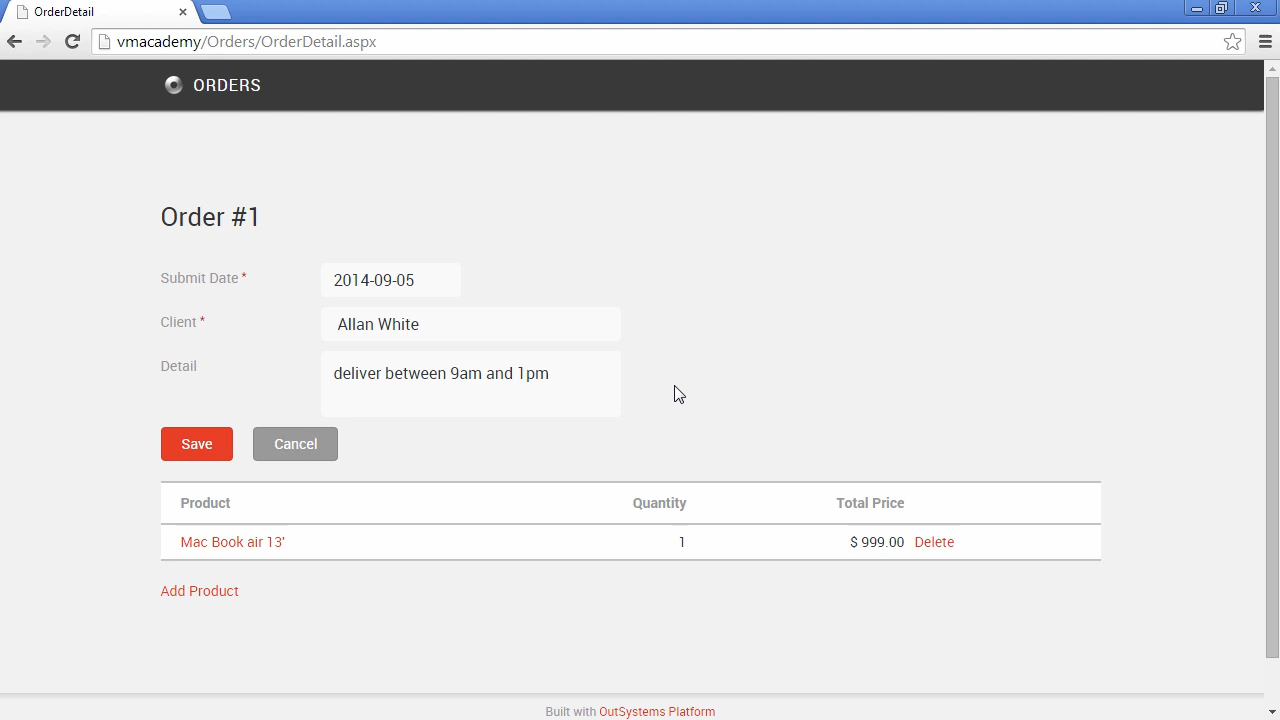 OrderDetail
vmacademy/Orders/OrderDetail.aspx
ORDERS
Order #1
Submit Date * 2014-09-05
Client * Allan White
Detail deliver between 9am and 1pm
Save Cancel
Product Quantity Total Price
Mac Book air 13' 1 $ 999.00 Delete
Add Product
Built with OutSystems Platform